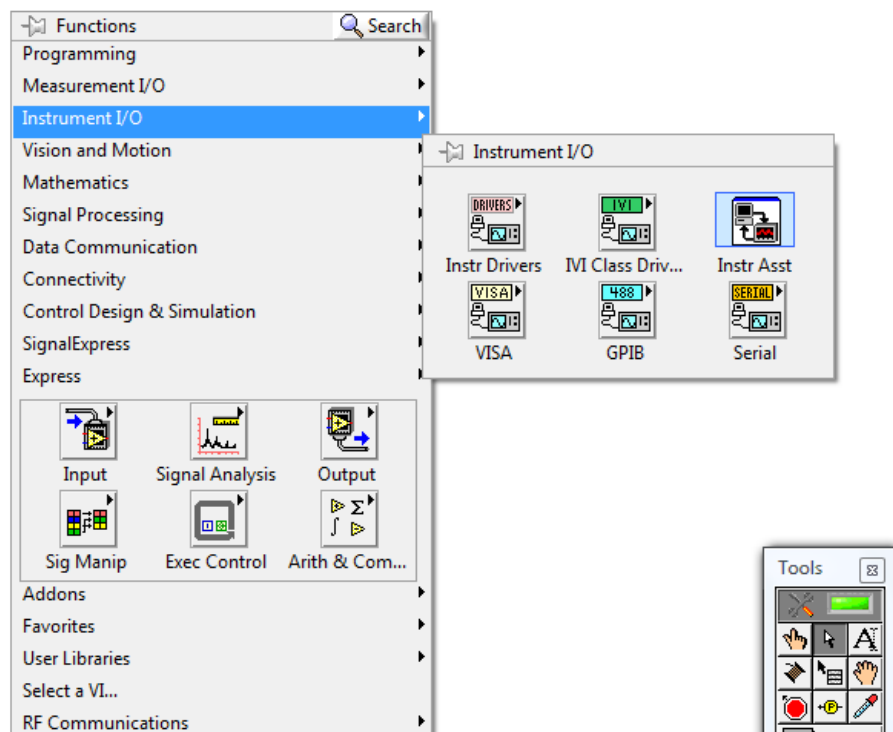 Functions Search
Programming
Measurement I/O
Instrument I/O
Vision and Motion
Mathematics
Signal Processing
Data Communication
Connectivity
Control Design & Simulation
SignalExpress
Express
Input Signal Analysis Output
Sig Manip Exec Control Arith & Com...
Addons
Favorites
User Libraries
Select a VI...
RF Communications
Instrument I/O
DRIVERS IVI
Instr Drivers IVI Class Driv... Instr Asst
VISA 488 SERIAL
VISA GPIB Serial
Tools
A
P